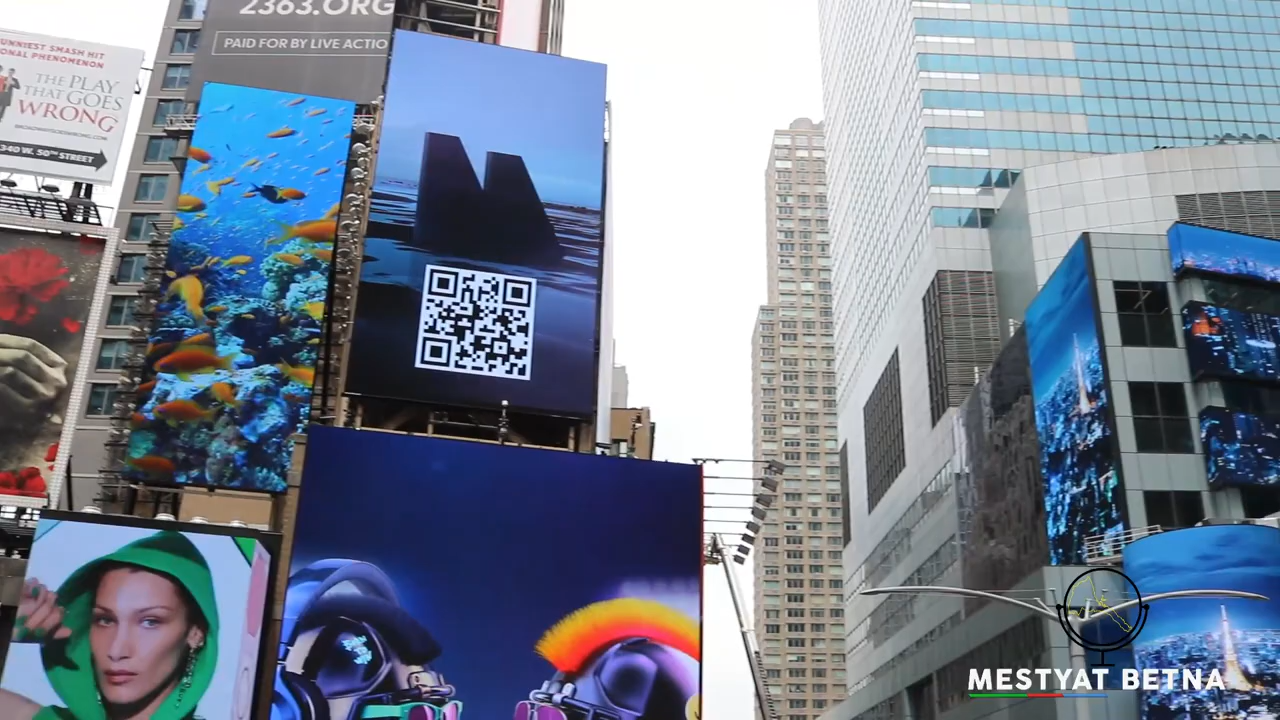 2363.ORG
PAID FOR BY LIVE ACTIO
UNNIEST SMASH HIT
ONAL PHENOMENON
THE PLAY
THAT GOES
WRONG
340 W. 50TH STREET
MESTYAT BETNA